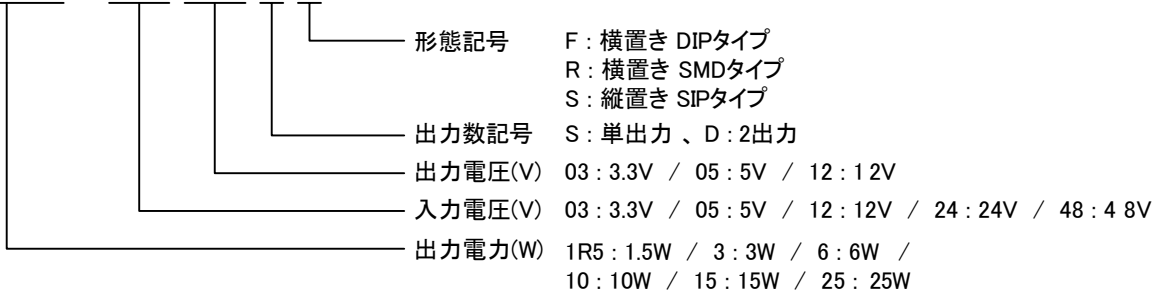 形態記号 F : 横置き DIPタイプ
R : 横置き SMDタイプ
S : 縦置き SIPタイプ
出力数記号 S : 単出力 、 D : 2出力
出力電圧(V) 03 : 3.3V / 05 : 5V / 12 : 1 2V
入力電圧(V) 03 : 3.3V / 05 : 5V / 12 : 12V / 24 : 24V / 48 : 4 8V
出力電力(W) 1R5 : 1.5W / 3 : 3W / 6 : 6W /
10 : 10W / 15 : 15W / 25 : 25W